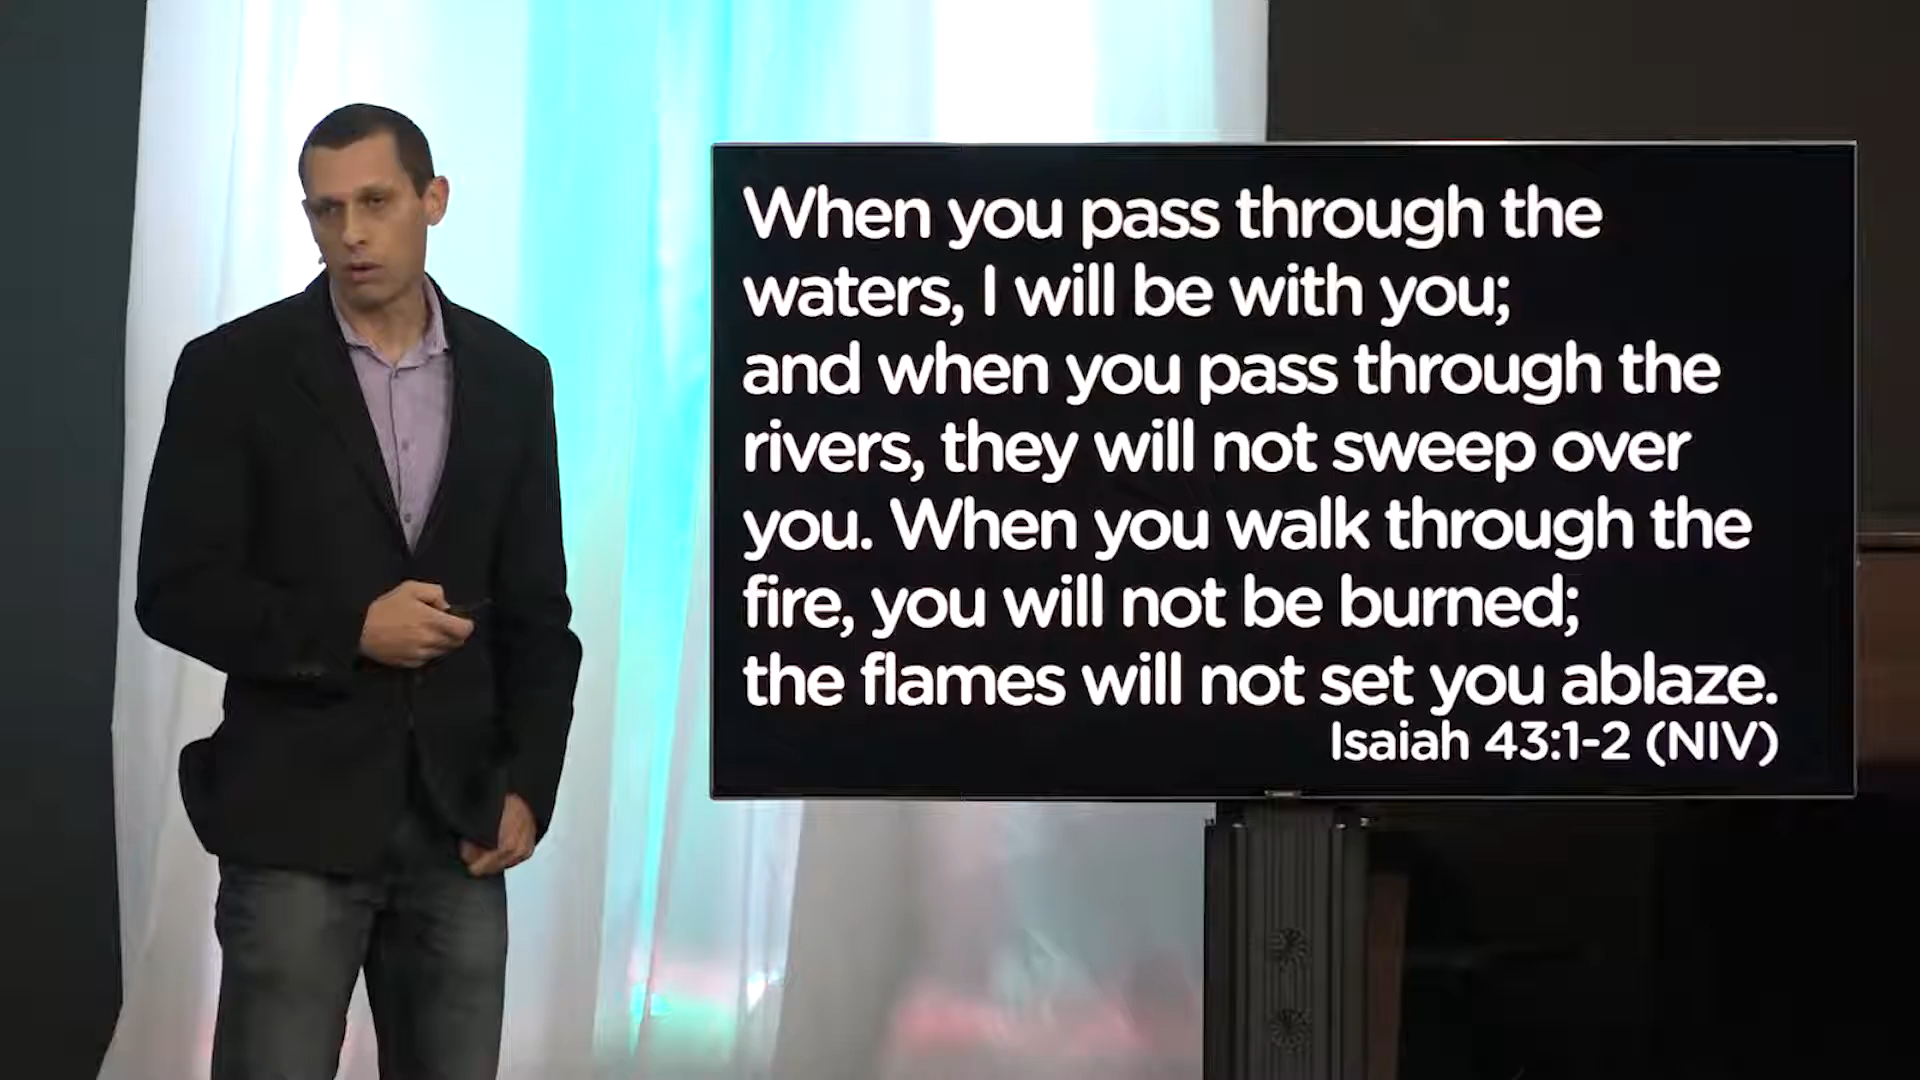 When you pass through the
waters, I will be with you;
and when you pass through the
rivers, they will not sweep over
you. When you walk through the
fire, you will not be burned;
the flames will not set you ablaze.
Isaiah 43:1-2 (NIV)